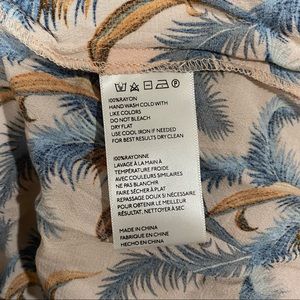 100%RAYON
HAND WASH COLD WITH
LIKE COLORS
DO NOT BLEACH
DRY FLAT
USE COOL IRON IF NEEDED
FOR BEST RESULTS DRY CLEAN
100%RAYONNE
LAVAGE A LA MAIN À
TEMPÉRATURE FROIDE
AVEC COULEURS SIMILAIRES
NE PAS BLANCHIR
FAIRE SÉCHER À PLAT
REPASSAGE DOUX SI NÉCESSAIRE
POUR OBTENIR LE MEILLEUR
RÉSULTAT, NETTOYER À SEC
MADE IN CHINA
FABRIQUÉ EN CHINE
HECHO EN CHINA